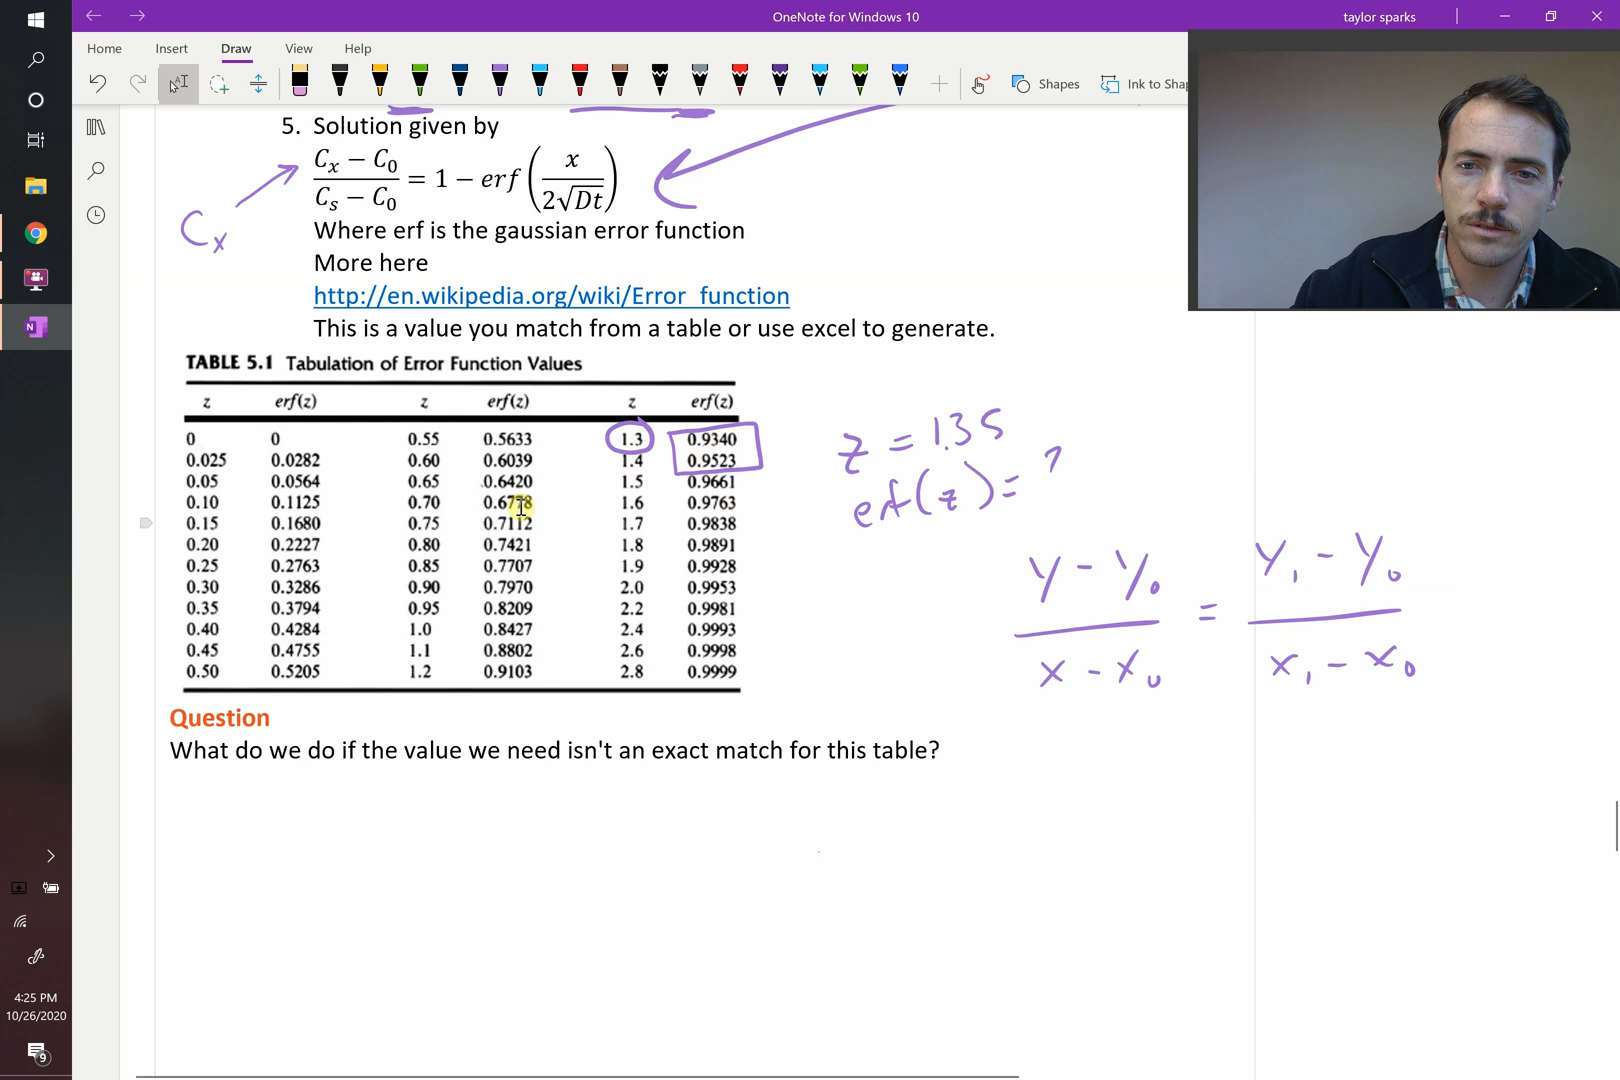 OneNote for Windows 10
taylor sparks
Home Insert Draw View Help
Shapes
Ink to Shap
5. Solution given by
Cₓ − C₀ / Cₛ − C₀ = 1 − erf ( x / 2√Dt )
Cₓ
Where erf is the gaussian error function
More here
http://en.wikipedia.org/wiki/Error_function
This is a value you match from a table or use excel to generate.
TABLE 5.1 Tabulation of Error Function Values
z erf(z) z erf(z) z erf(z)
0 0 0.55 0.5633 1.3 0.9340
0.025 0.0282 0.60 0.6039 1.4 0.9523
0.05 0.0564 0.65 0.6420 1.5 0.9661
0.10 0.1125 0.70 0.6778 1.6 0.9763
0.15 0.1680 0.75 0.7112 1.7 0.9838
0.20 0.2227 0.80 0.7421 1.8 0.9891
0.25 0.2763 0.85 0.7707 1.9 0.9928
0.30 0.3286 0.90 0.7970 2.0 0.9953
0.35 0.3794 0.95 0.8209 2.2 0.9981
0.40 0.4284 1.0 0.8427 2.4 0.9993
0.45 0.4755 1.1 0.8802 2.6 0.9998
0.50 0.5205 1.2 0.9103 2.8 0.9999
z = 1.35
erf(z) = ?
y − y₀ / x − x₀ = y₁ − y₀ / x₁ − x₀
Question
What do we do if the value we need isn't an exact match for this table?
4:25 PM
10/26/2020
9